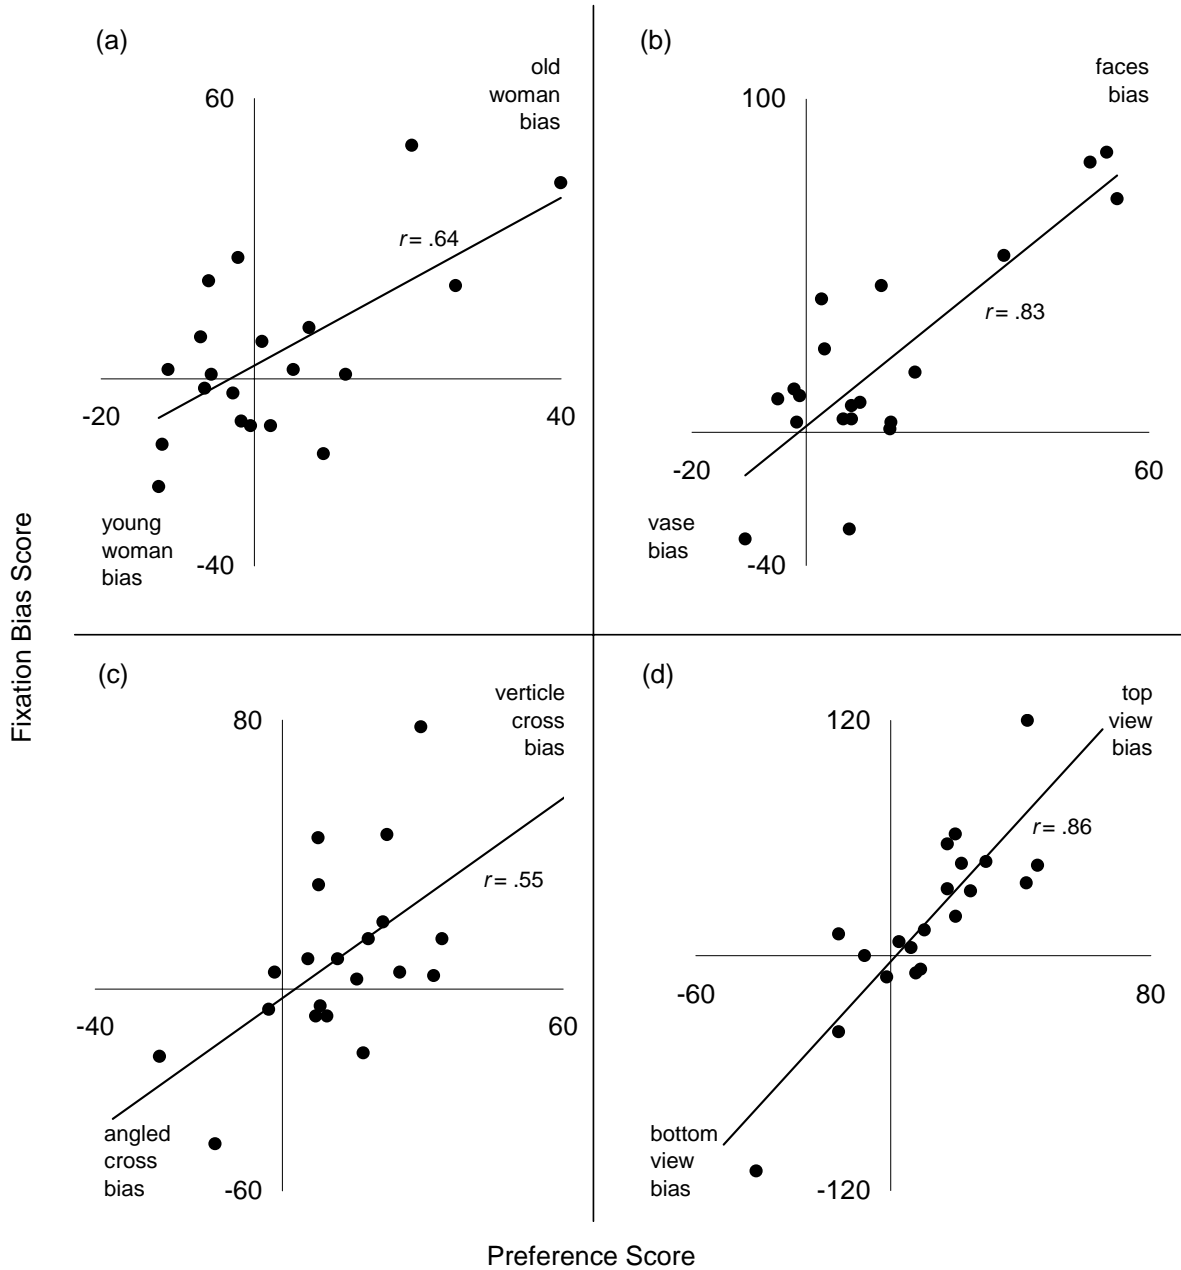 (a)
old
woman
bias
60
r = .64
-20
40
young
woman
bias
-40
(b)
faces
bias
100
r = .83
-20
60
vase
bias
-40
Fixation Bias Score
(c)
verticle
cross
bias
80
r = .55
-40
60
angled
cross
bias
-60
(d)
top
view
bias
120
r = .86
-60
80
bottom
view
bias
-120
Preference Score